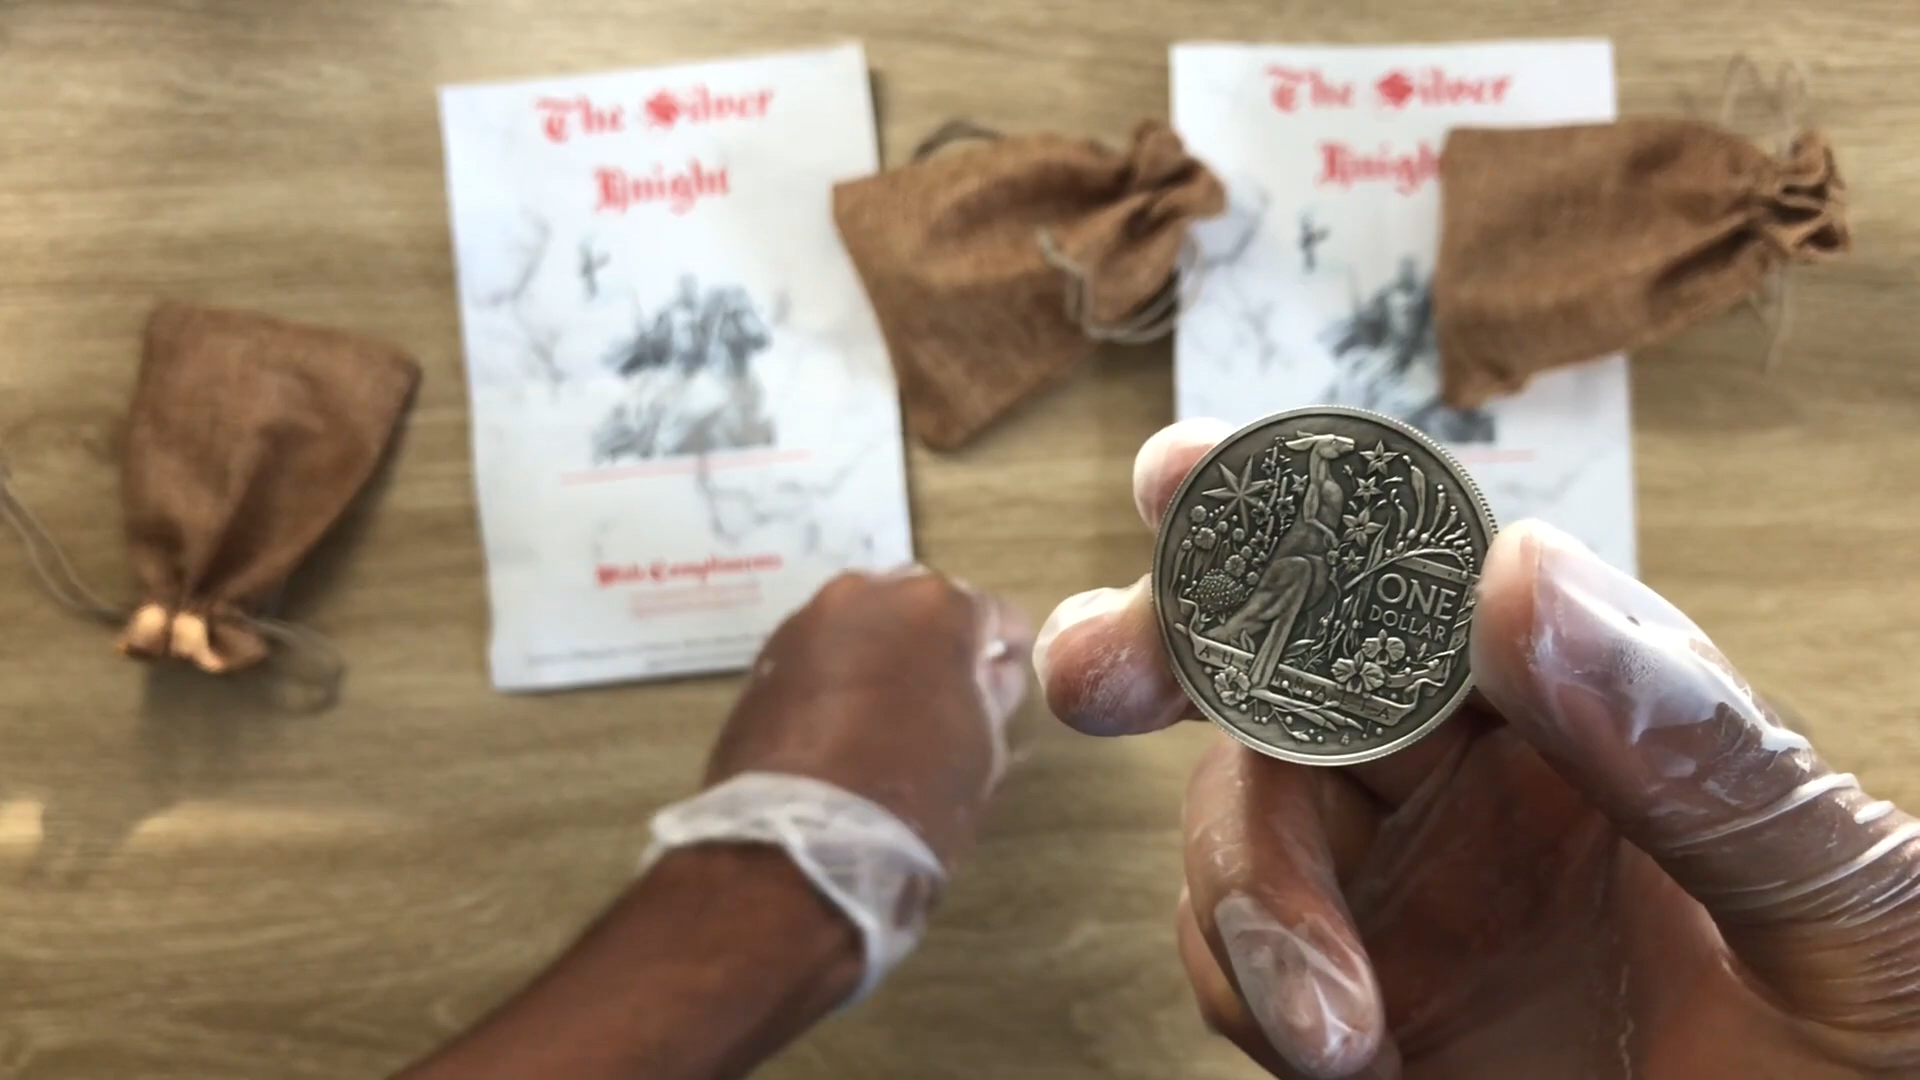 The Silver
Knight
With Compliments
The Silver
Knight
ONE
DOLLAR
AUSTRALIA